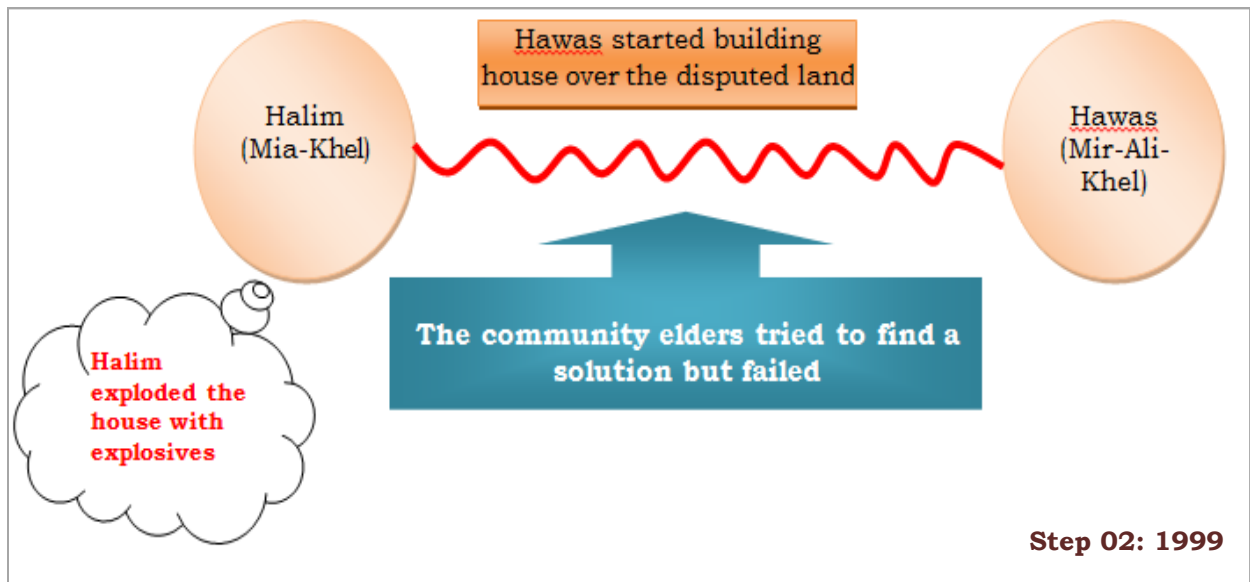 Hawas started building
house over the disputed land
Halim
(Mia-Khel)
Hawas
(Mir-Ali-
Khel)
The community elders tried to find a
solution but failed
Halim
exploded the
house with
explosives
Step 02: 1999